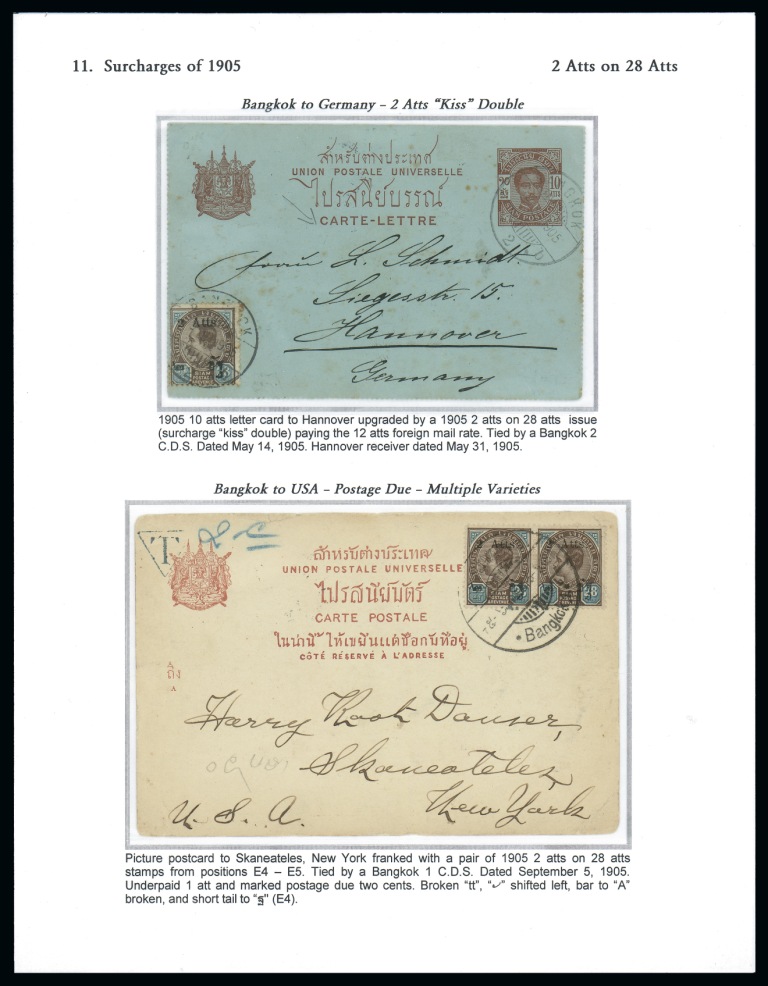 11. Surcharges of 1905
2 Atts on 28 Atts
Bangkok to Germany – 2 Atts “Kiss” Double
สำหรับต่างประเทศ
UNION POSTALE UNIVERSELLE
ไปรสนีย์บรรณ์
CARTE-LETTRE
10
SIAM POSTAGE
2
Frau L. Schmidt.
Siegesstr. 15.
Hannover
Germany
1905 10 atts letter card to Hannover upgraded by a 1905 2 atts on 28 atts issue
(surcharge “kiss” double) paying the 12 atts foreign mail rate. Tied by a Bangkok 2
C.D.S. Dated May 14, 1905. Hannover receiver dated May 31, 1905.
Bangkok to USA – Postage Due – Multiple Varieties
T 2 c
สำหรับต่างประเทศ
UNION POSTALE UNIVERSELLE
ไปรสนียบัตร์
CARTE POSTALE
ในน่านี้ ให้เขียนแต่ชื่อกับที่อยู่
CÔTÉ RÉSERVÉ À L'ADRESSE
28
Bangkok
ถึง
Harry Kook Danser,
Skaneateles,
New York
U. S. A.
Picture postcard to Skaneateles, New York franked with a pair of 1905 2 atts on 28 atts
stamps from positions E4 – E5. Tied by a Bangkok 1 C.D.S. Dated September 5, 1905.
Underpaid 1 att and marked postage due two cents. Broken “tt”, “ ” shifted left, bar to “A”
broken, and short tail to “ ” (E4).